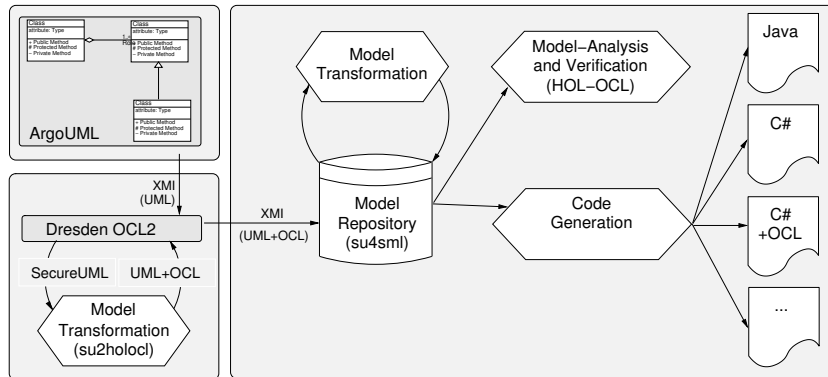 Class
attribute: Type
+ Public Method
# Protected Method
− Private Method
Class
attribute: Type
+ Public Method
# Protected Method
− Private Method
Class
attribute: Type
+ Public Method
# Protected Method
− Private Method
ArgoUML
XMI
(UML)
Dresden OCL2
SecureUML
UML+OCL
Model
Transformation
(su2holocl)
XMI
(UML+OCL)
Model
Transformation
Model
Repository
(su4sml)
Model−Analysis
and Verification
(HOL−OCL)
Code
Generation
Java
C#
C#
+OCL
...